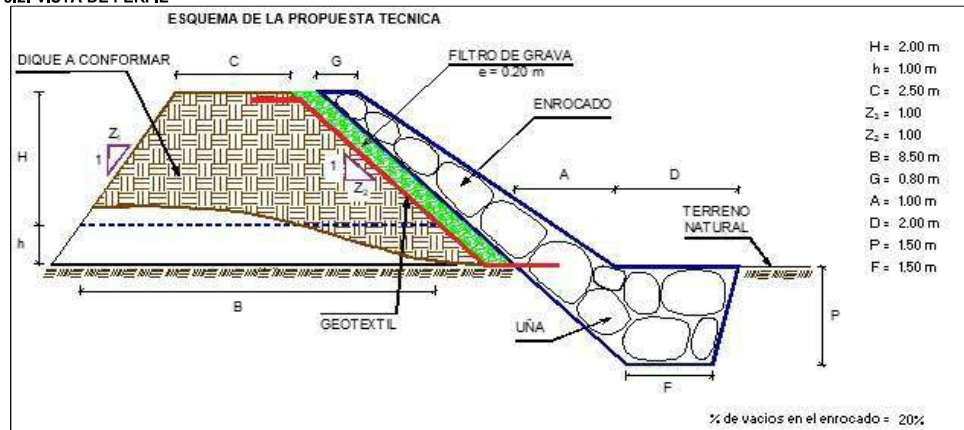 ESQUEMA DE LA PROPUESTA TECNICA
DIQUE A CONFORMAR
C
G
FILTRO DE GRAVA
e = 0.20 m
ENROCADO
H
Z₁
1
1
Z₂
A
D
TERRENO
NATURAL
h
B
GEOTEXTIL
UÑA
P
F
H = 2.00 m
h = 1.00 m
C = 2.50 m
Z₁ = 1.00
Z₂ = 1.00
B = 8.50 m
G = 0.80 m
A = 1.00 m
D = 2.00 m
P = 1.50 m
F = 1.50 m
% de vacios en el enrocado = 20%